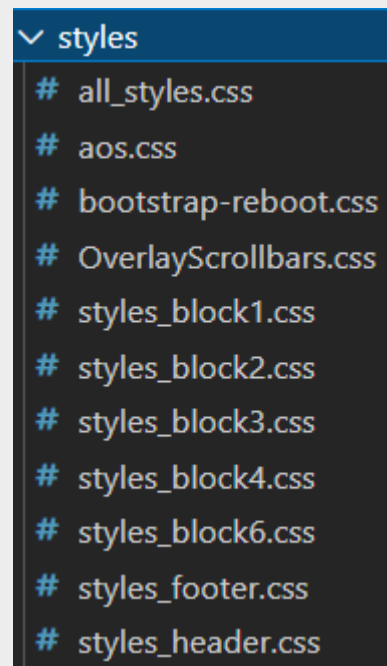 styles
# all_styles.css
# aos.css
# bootstrap-reboot.css
# OverlayScrollbars.css
# styles_block1.css
# styles_block2.css
# styles_block3.css
# styles_block4.css
# styles_block6.css
# styles_footer.css
# styles_header.css